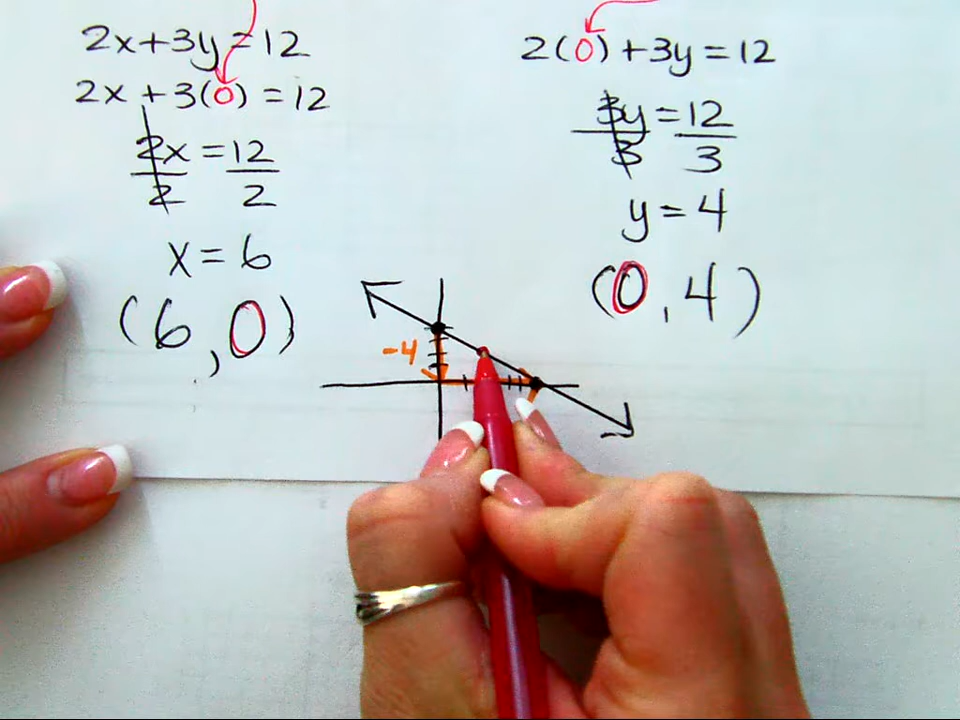 2x+3y=12
2x+3(0)=12
2x=12
2 2
x=6
(6,0)
2(0)+3y=12
3y=12
3 3
y=4
(0,4)
-4